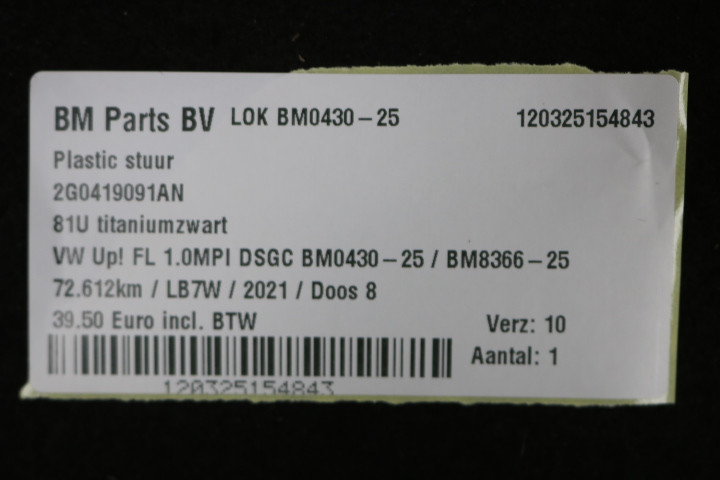 BM Parts BV LOK BM0430-25 120325154843
Plastic stuur
2G0419091AN
81U titaniumzwart
VW Up! FL 1.0MPI DSGC BM0430-25 / BM8366-25
72.612km / LB7W / 2021 / Doos 8
39.50 Euro incl. BTW Verz: 10
Aantal: 1
120325154843